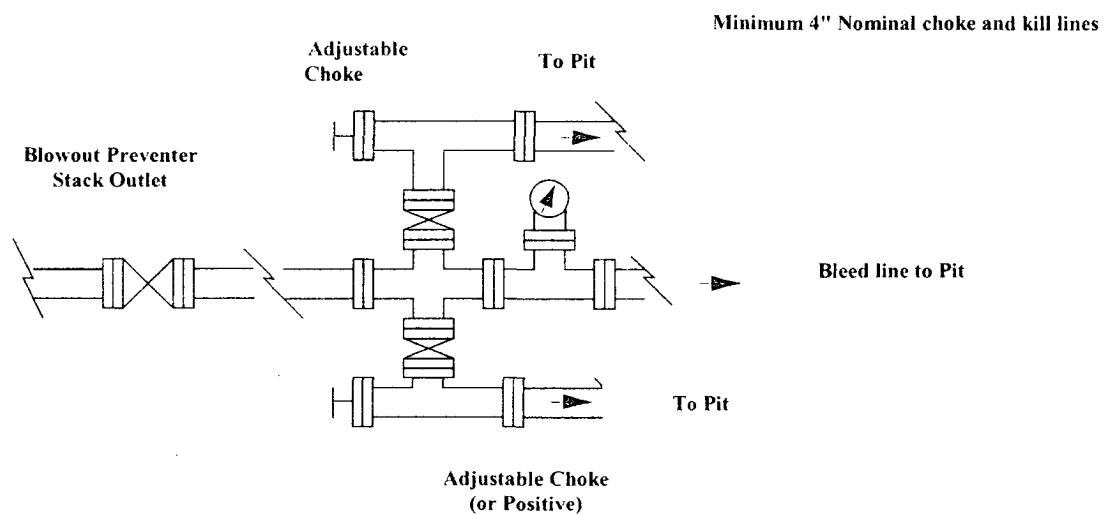 Minimum 4" Nominal choke and kill lines
Adjustable
Choke
To Pit
Blowout Preventer
Stack Outlet
Bleed line to Pit
To Pit
Adjustable Choke
(or Positive)